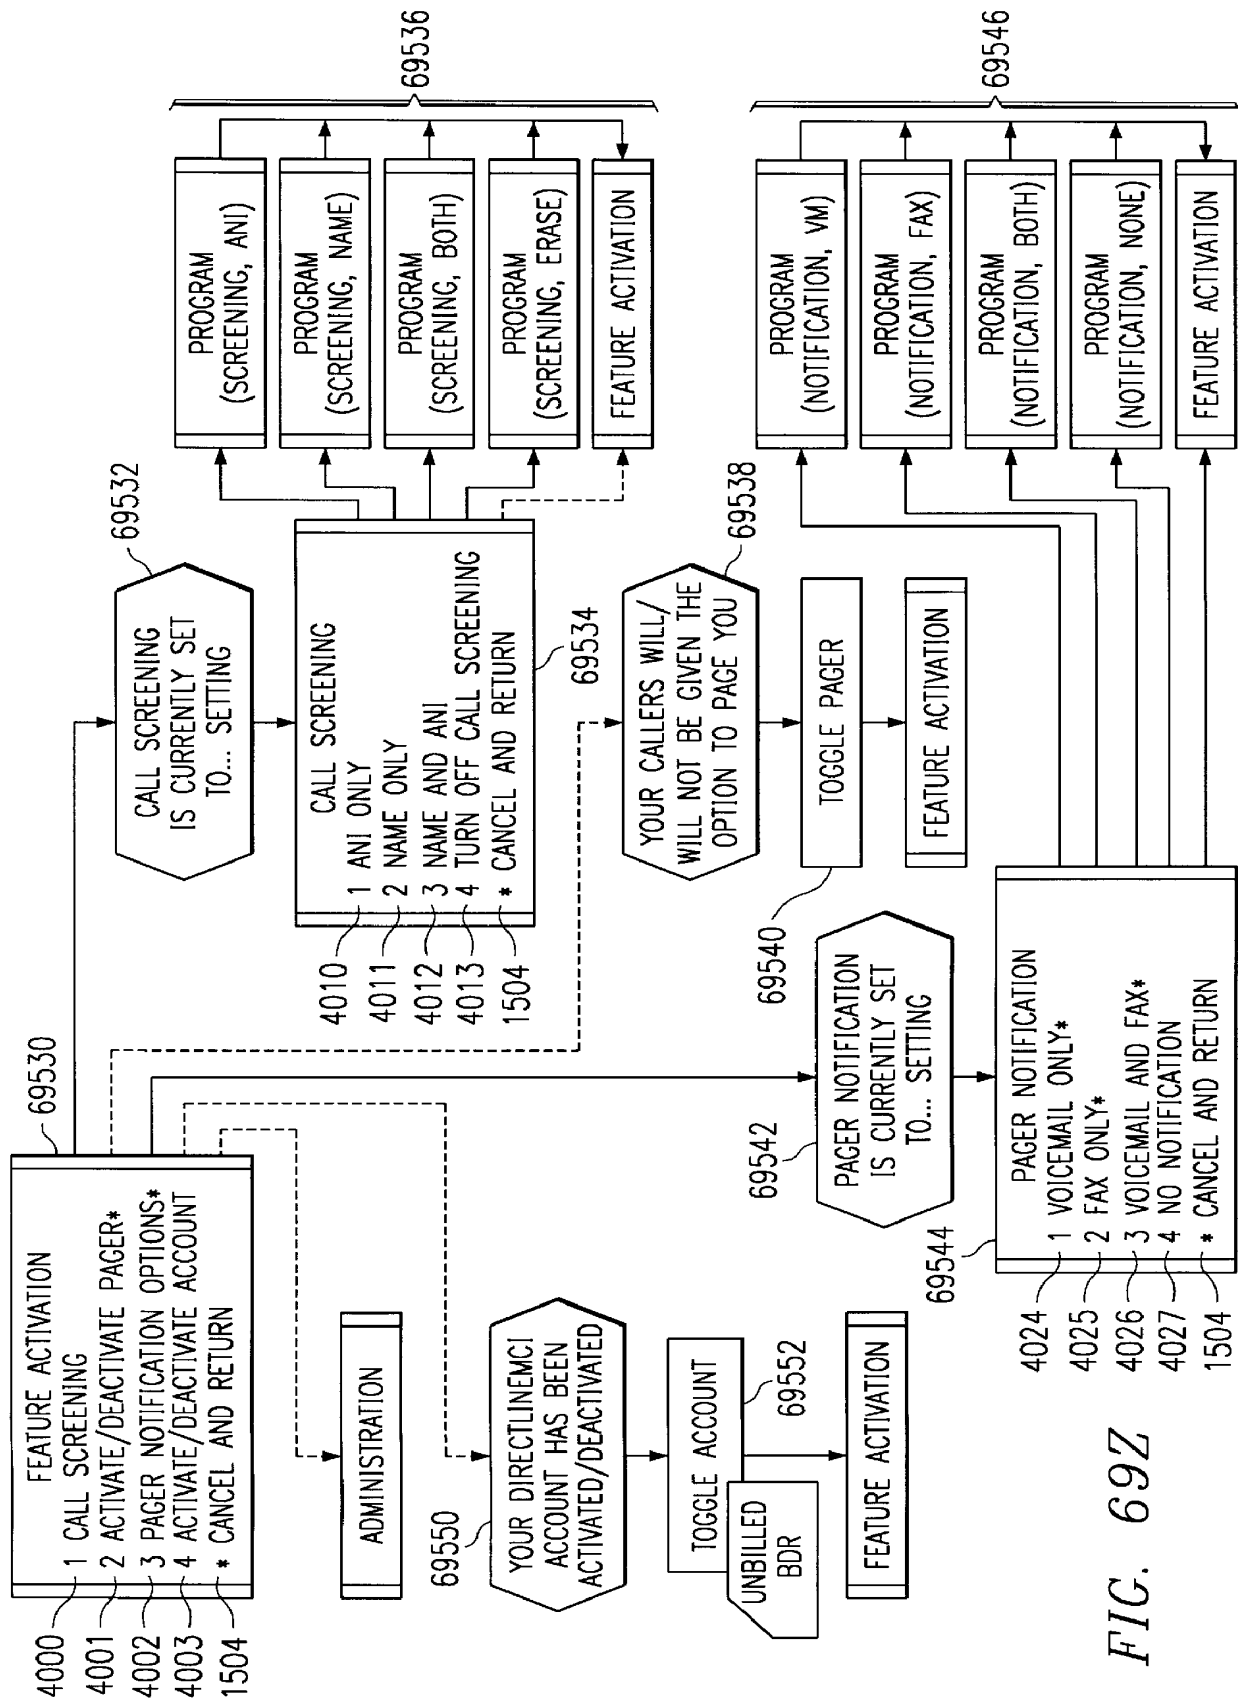 69530
FEATURE ACTIVATION
4000 1 CALL SCREENING
4001 2 ACTIVATE/DEACTIVATE PAGER*
4002 3 PAGER NOTIFICATION OPTIONS*
4003 4 ACTIVATE/DEACTIVATE ACCOUNT
1504 * CANCEL AND RETURN
69532
CALL SCREENING
IS CURRENTLY SET
TO... SETTING
CALL SCREENING
4010 1 ANI ONLY
4011 2 NAME ONLY
4012 3 NAME AND ANI
4013 4 TURN OFF CALL SCREENING
1504 * CANCEL AND RETURN
69534
PROGRAM
(SCREENING, ANI)
PROGRAM
(SCREENING, NAME)
PROGRAM
(SCREENING, BOTH)
PROGRAM
(SCREENING, ERASE)
FEATURE ACTIVATION
69536
ADMINISTRATION
69550
YOUR DIRECTLINEMCI
ACCOUNT HAS BEEN
ACTIVATED/DEACTIVATED
TOGGLE ACCOUNT
69552
UNBILLED
BDR
FEATURE ACTIVATION
YOUR CALLERS WILL/
WILL NOT BE GIVEN THE
OPTION TO PAGE YOU
69538
69540
TOGGLE PAGER
FEATURE ACTIVATION
69542
PAGER NOTIFICATION
IS CURRENTLY SET
TO... SETTING
69544
PAGER NOTIFICATION
4024 1 VOICEMAIL ONLY*
4025 2 FAX ONLY*
4026 3 VOICEMAIL AND FAX*
4027 4 NO NOTIFICATION
1504 * CANCEL AND RETURN
PROGRAM
(NOTIFICATION, VM)
PROGRAM
(NOTIFICATION, FAX)
PROGRAM
(NOTIFICATION, BOTH)
PROGRAM
(NOTIFICATION, NONE)
FEATURE ACTIVATION
69546
FIG. 69Z